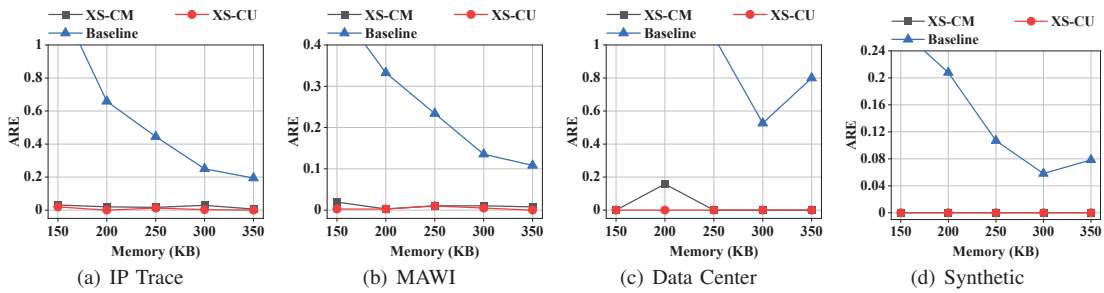 XS-CM XS-CU
Baseline
1
0.8
0.6
0.4
0.2
0
ARE
150 200 250 300 350
Memory (KB)
(a) IP Trace
XS-CM XS-CU
Baseline
0.4
0.3
0.2
0.1
0
ARE
150 200 250 300 350
Memory (KB)
(b) MAWI
XS-CM XS-CU
Baseline
1
0.8
0.6
0.4
0.2
0
ARE
150 200 250 300 350
Memory (KB)
(c) Data Center
XS-CM XS-CU
Baseline
0.24
0.2
0.16
0.12
0.08
0.04
0
ARE
150 200 250 300 350
Memory (KB)
(d) Synthetic